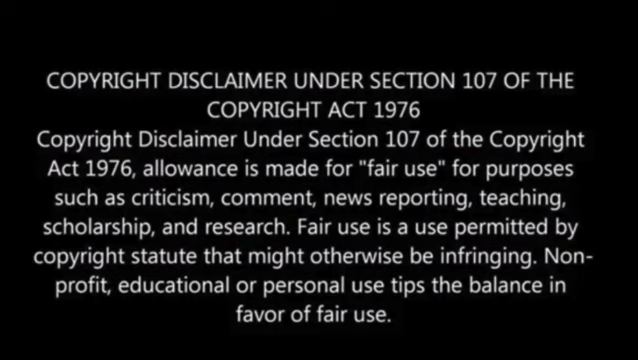 COPYRIGHT DISCLAIMER UNDER SECTION 107 OF THE
COPYRIGHT ACT 1976
Copyright Disclaimer Under Section 107 of the Copyright
Act 1976, allowance is made for "fair use" for purposes
such as criticism, comment, news reporting, teaching,
scholarship, and research. Fair use is a use permitted by
copyright statute that might otherwise be infringing. Non-
profit, educational or personal use tips the balance in
favor of fair use.